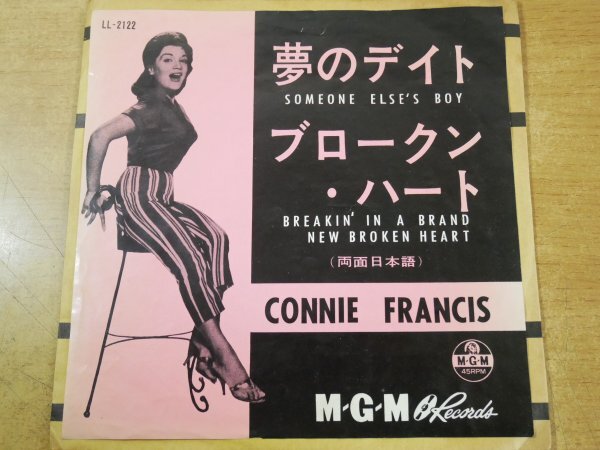 LL-2122
夢のデイト
SOMEONE ELSE'S BOY
ブロークン
・ハート
BREAKIN' IN A BRAND
NEW BROKEN HEART
(両面日本語)
CONNIE FRANCIS
M-G-M
45RPM
M-G-M Records